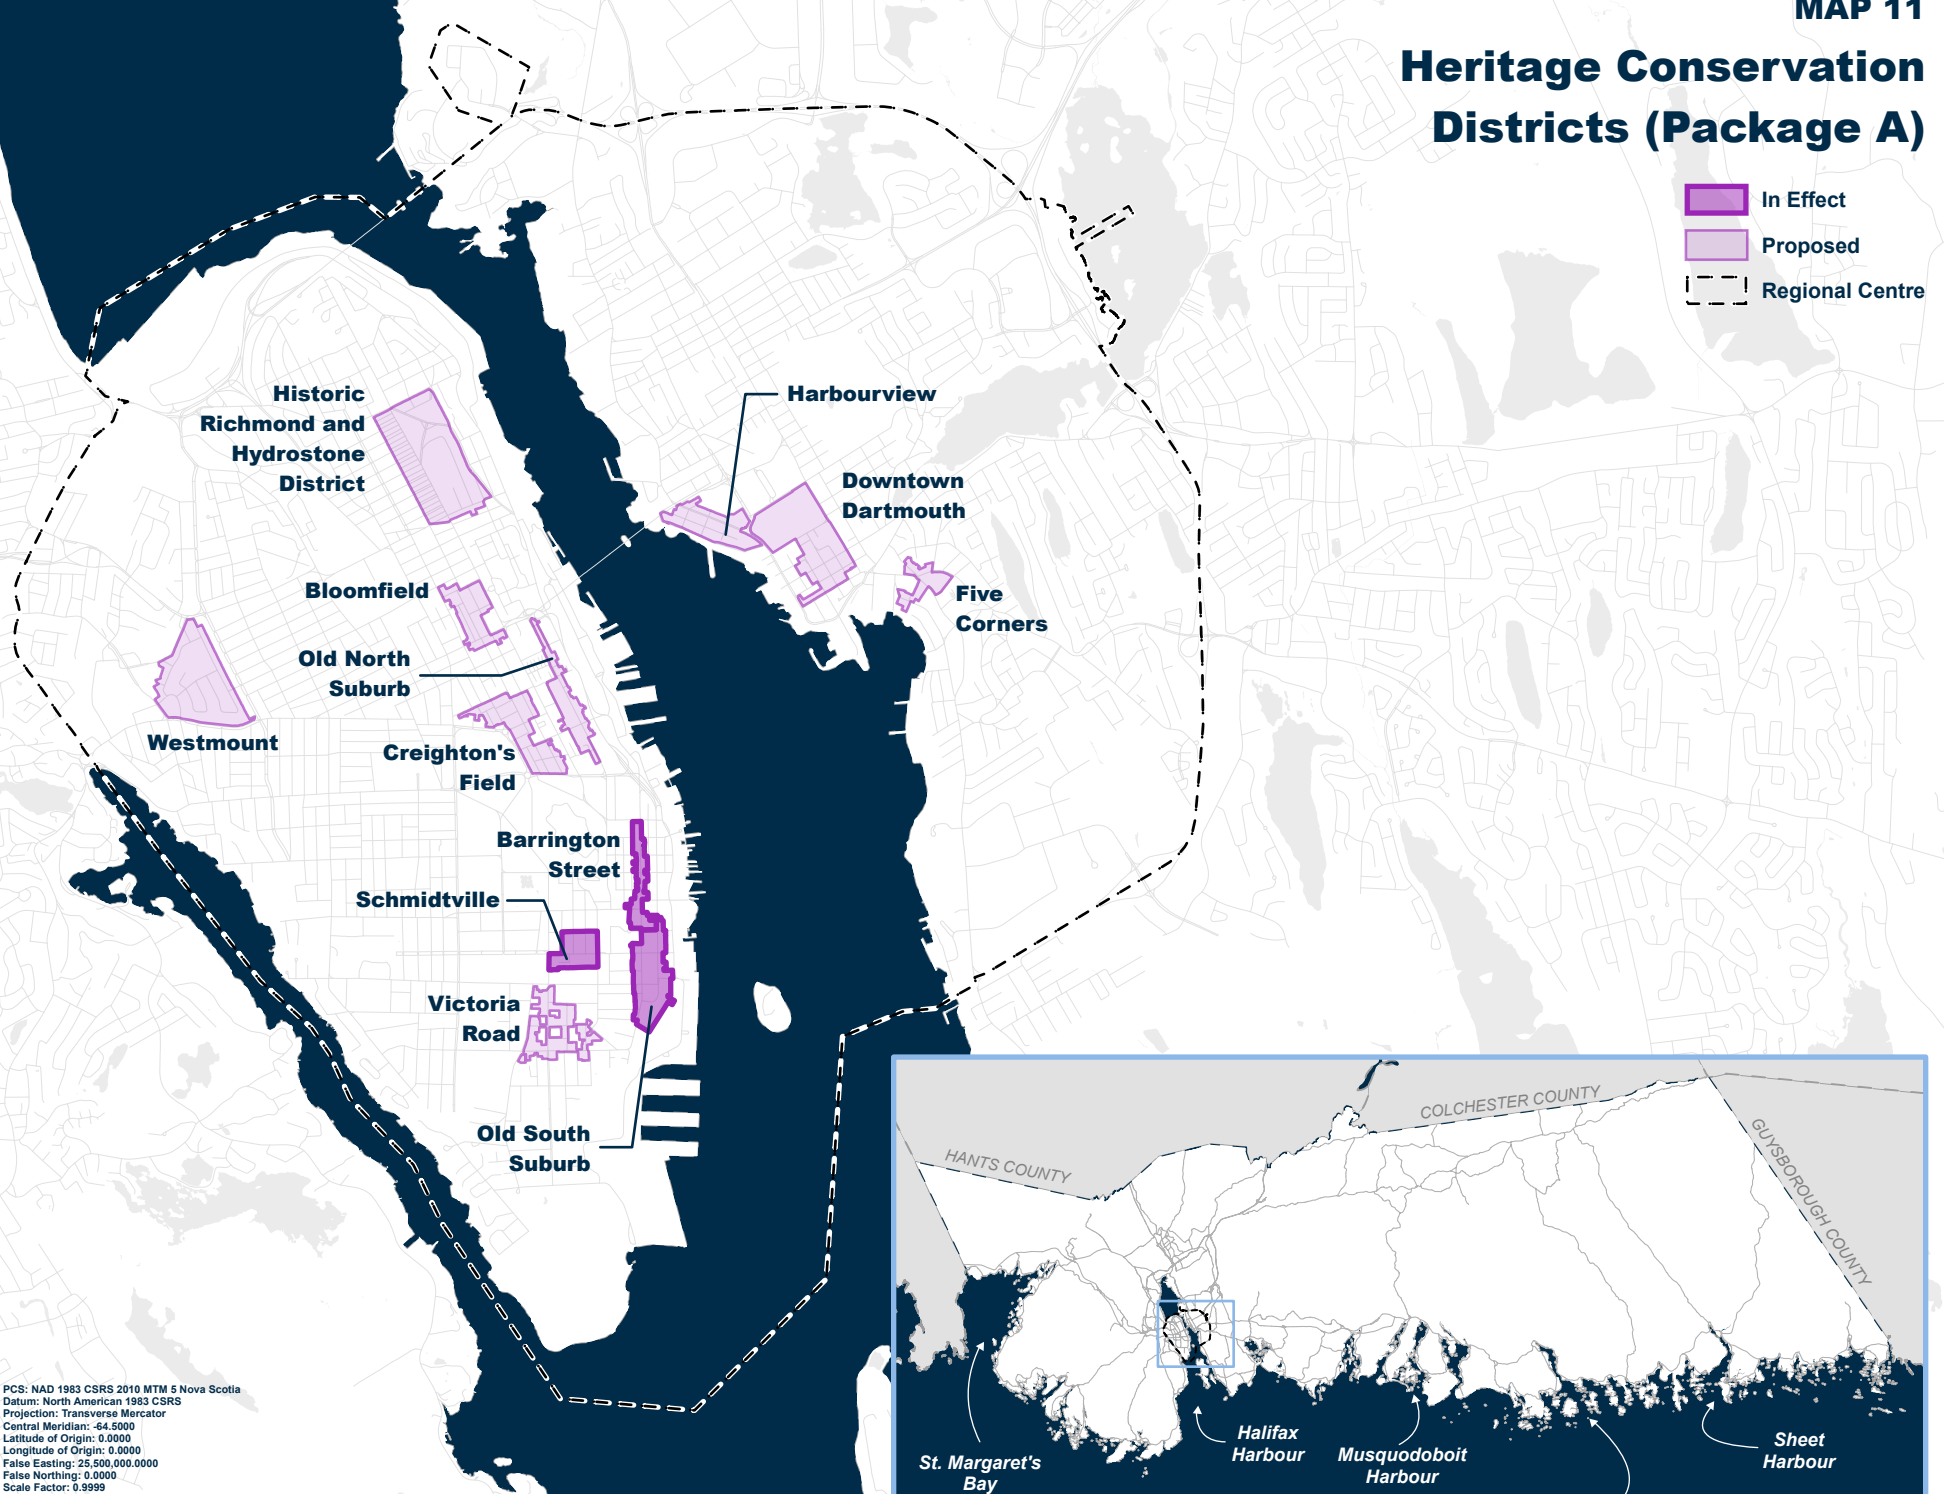 MAP 11
Heritage Conservation
Districts (Package A)
In Effect
Proposed
Regional Centre
Historic
Richmond and
Hydrostone
District
Harbourview
Downtown
Dartmouth
Five
Corners
Bloomfield
Old North
Suburb
Westmount
Creighton's
Field
Barrington
Street
Schmidtville
Victoria
Road
Old South
Suburb
COLCHESTER COUNTY
HANTS COUNTY
GUYSBOROUGH COUNTY
St. Margaret's
Bay
Halifax
Harbour
Musquodoboit
Harbour
Sheet
Harbour
PCS: NAD 1983 CSRS 2010 MTM 5 Nova Scotia
Datum: North American 1983 CSRS
Projection: Transverse Mercator
Central Meridian: -64.5000
Latitude of Origin: 0.0000
Longitude of Origin: 0.0000
False Easting: 25,500,000.0000
False Northing: 0.0000
Scale Factor: 0.9999